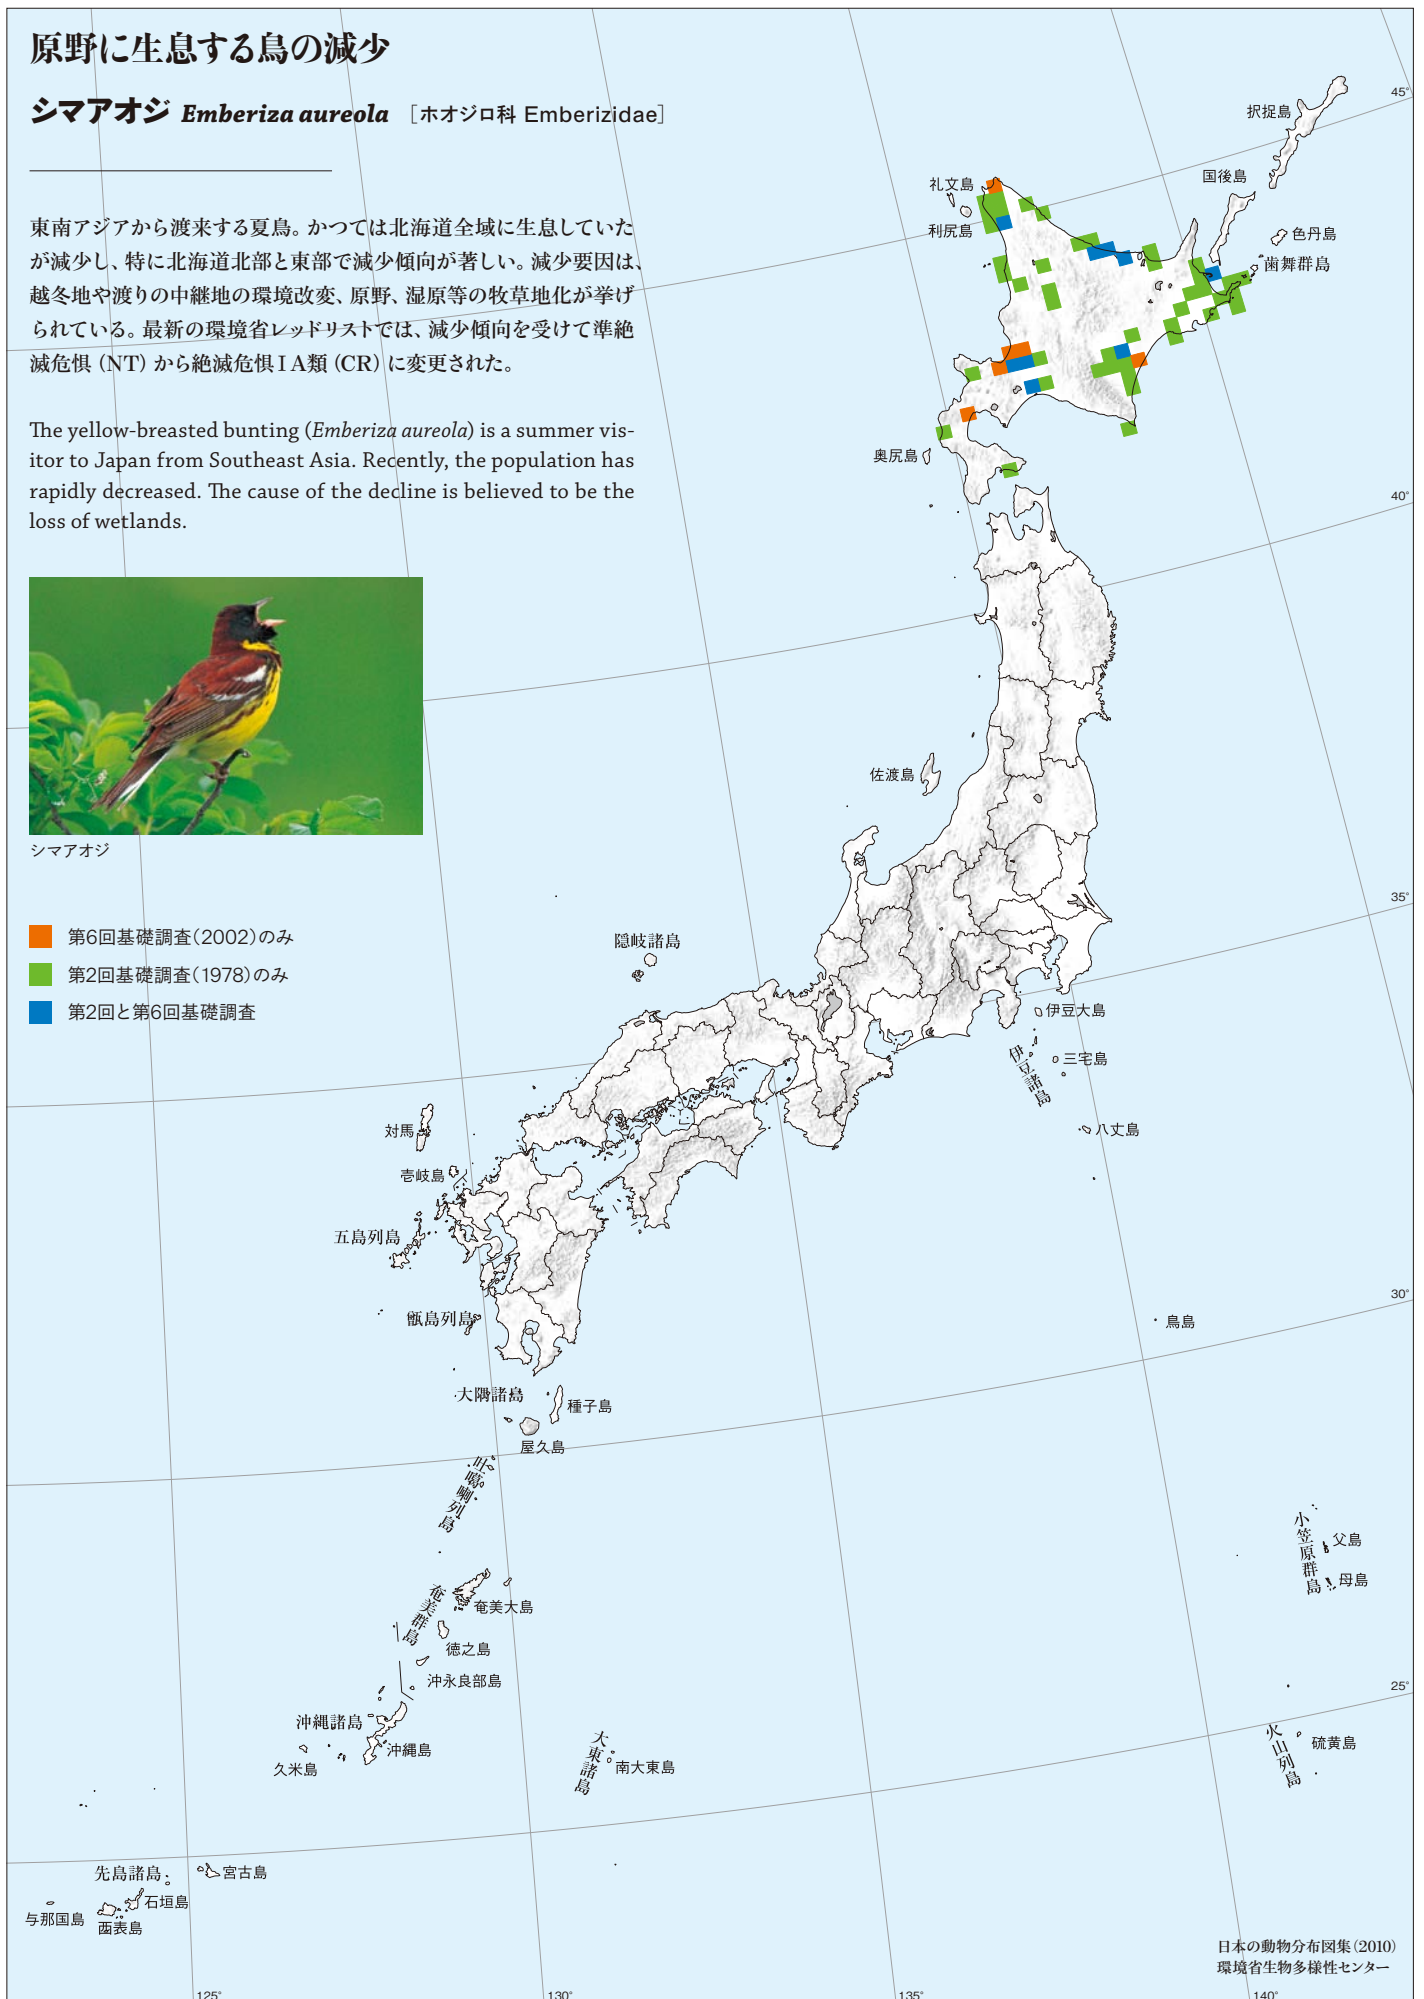 原野に生息する鳥の減少
シマアオジ Emberiza aureola [ホオジロ科 Emberizidae]
東南アジアから渡来する夏鳥。かつては北海道全域に生息していた
が減少し、特に北海道北部と東部で減少傾向が著しい。減少要因は、
越冬地や渡りの中継地の環境改変、原野、湿原等の牧草地化が挙げ
られている。最新の環境省レッドリストでは、減少傾向を受けて準絶
滅危惧(NT)から絶滅危惧ⅠA類(CR)に変更された。
The yellow-breasted bunting (Emberiza aureola) is a summer vis-
itor to Japan from Southeast Asia. Recently, the population has
rapidly decreased. The cause of the decline is believed to be the
loss of wetlands.
シマアオジ
第6回基礎調査(2002)のみ
第2回基礎調査(1978)のみ
第2回と第6回基礎調査
45°
択捉島
国後島
礼文島
利尻島
色丹島
歯舞群島
奥尻島
40°
佐渡島
35°
隠岐諸島
伊豆大島
伊豆諸島
三宅島
八丈島
対馬
壱岐島
五島列島
甑島列島
30°
鳥島
大隅諸島
種子島
屋久島
吐噶喇列島
小笠原群島
父島
母島
奄美群島
奄美大島
徳之島
沖永良部島
25°
沖縄諸島
沖縄島
久米島
大東諸島
南大東島
火山列島
硫黄島
先島諸島
宮古島
石垣島
与那国島
西表島
日本の動物分布図集(2010)
環境省生物多様性センター
125°
130°
135°
140°